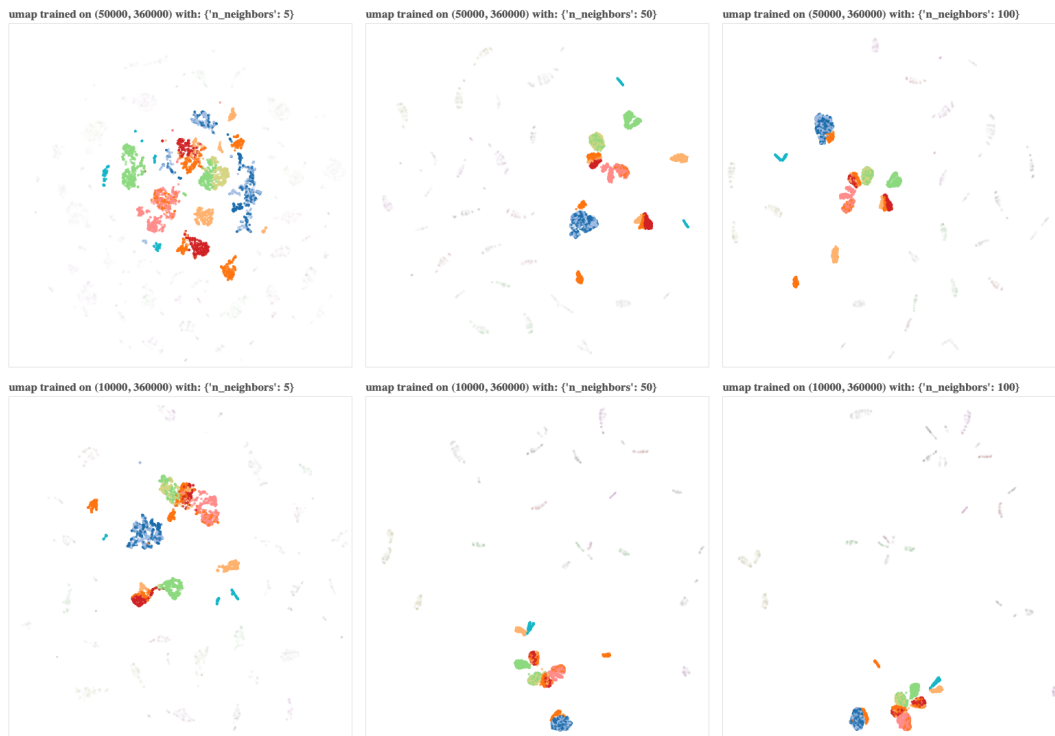 umap trained on (50000, 360000) with: {'n_neighbors': 5}
umap trained on (50000, 360000) with: {'n_neighbors': 50}
umap trained on (50000, 360000) with: {'n_neighbors': 100}
umap trained on (10000, 360000) with: {'n_neighbors': 5}
umap trained on (10000, 360000) with: {'n_neighbors': 50}
umap trained on (10000, 360000) with: {'n_neighbors': 100}